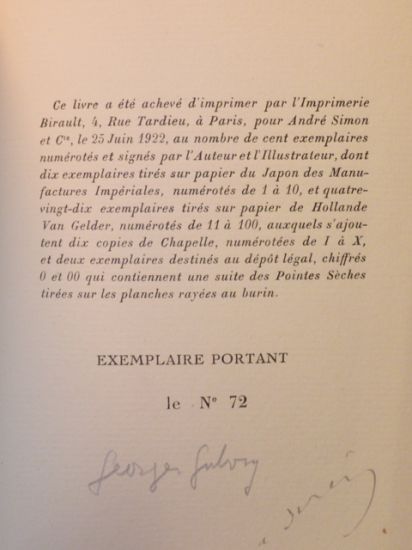 Ce livre a été achevé d'imprimer par l'Imprimerie
Birault, 4, Rue Tardieu, à Paris, pour André Simon
et Cie, le 25 Juin 1922, au nombre de cent exemplaires
numérotés et signés par l'Auteur et l'Illustrateur, dont
dix exemplaires tirés sur papier du Japon des Manu-
factures Impériales, numérotés de 1 à 10, et quatre-
vingt-dix exemplaires tirés sur papier de Hollande
Van Gelder, numérotés de 11 à 100, auxquels s'ajou-
tent dix copies de Chapelle, numérotées de I à X,
et deux exemplaires destinés au dépôt légal, chiffrés
0 et 00 qui contiennent une suite des Pointes Sèches
tirées sur les planches rayées au burin.
EXEMPLAIRE PORTANT
le No 72
Georges